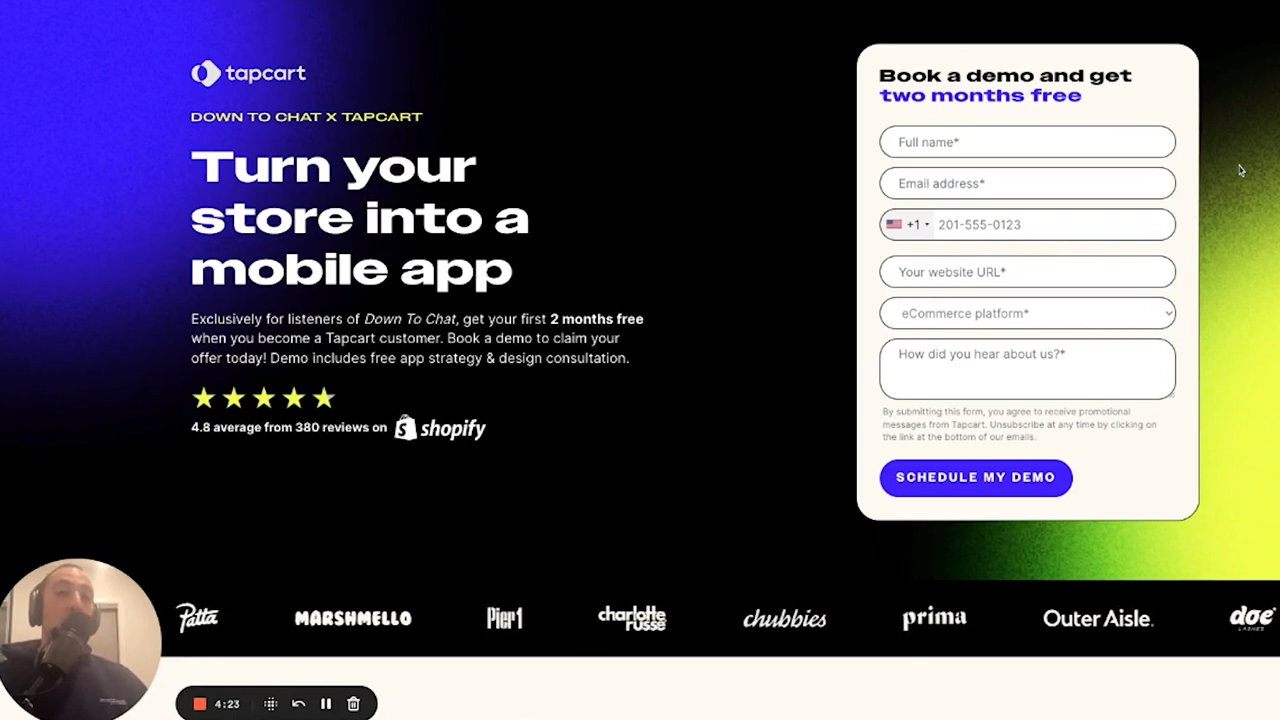 tapcart
DOWN TO CHAT X TAPCART
Turn your
store into a
mobile app
Exclusively for listeners of Down To Chat, get your first 2 months free
when you become a Tapcart customer. Book a demo to claim your
offer today! Demo includes free app strategy & design consultation.
4.8 average from 380 reviews on shopify
Book a demo and get
two months free
Full name*
Email address*
+1 201-555-0123
Your website URL*
eCommerce platform*
How did you hear about us?*
By submitting this form, you agree to receive promotional
messages from Tapcart. Unsubscribe at any time by clicking on
the link at the bottom of our emails.
SCHEDULE MY DEMO
Patta MARSHMELLO Pier1 charlotte russe chubbies prima Outer Aisle. doe LASHES
4:23